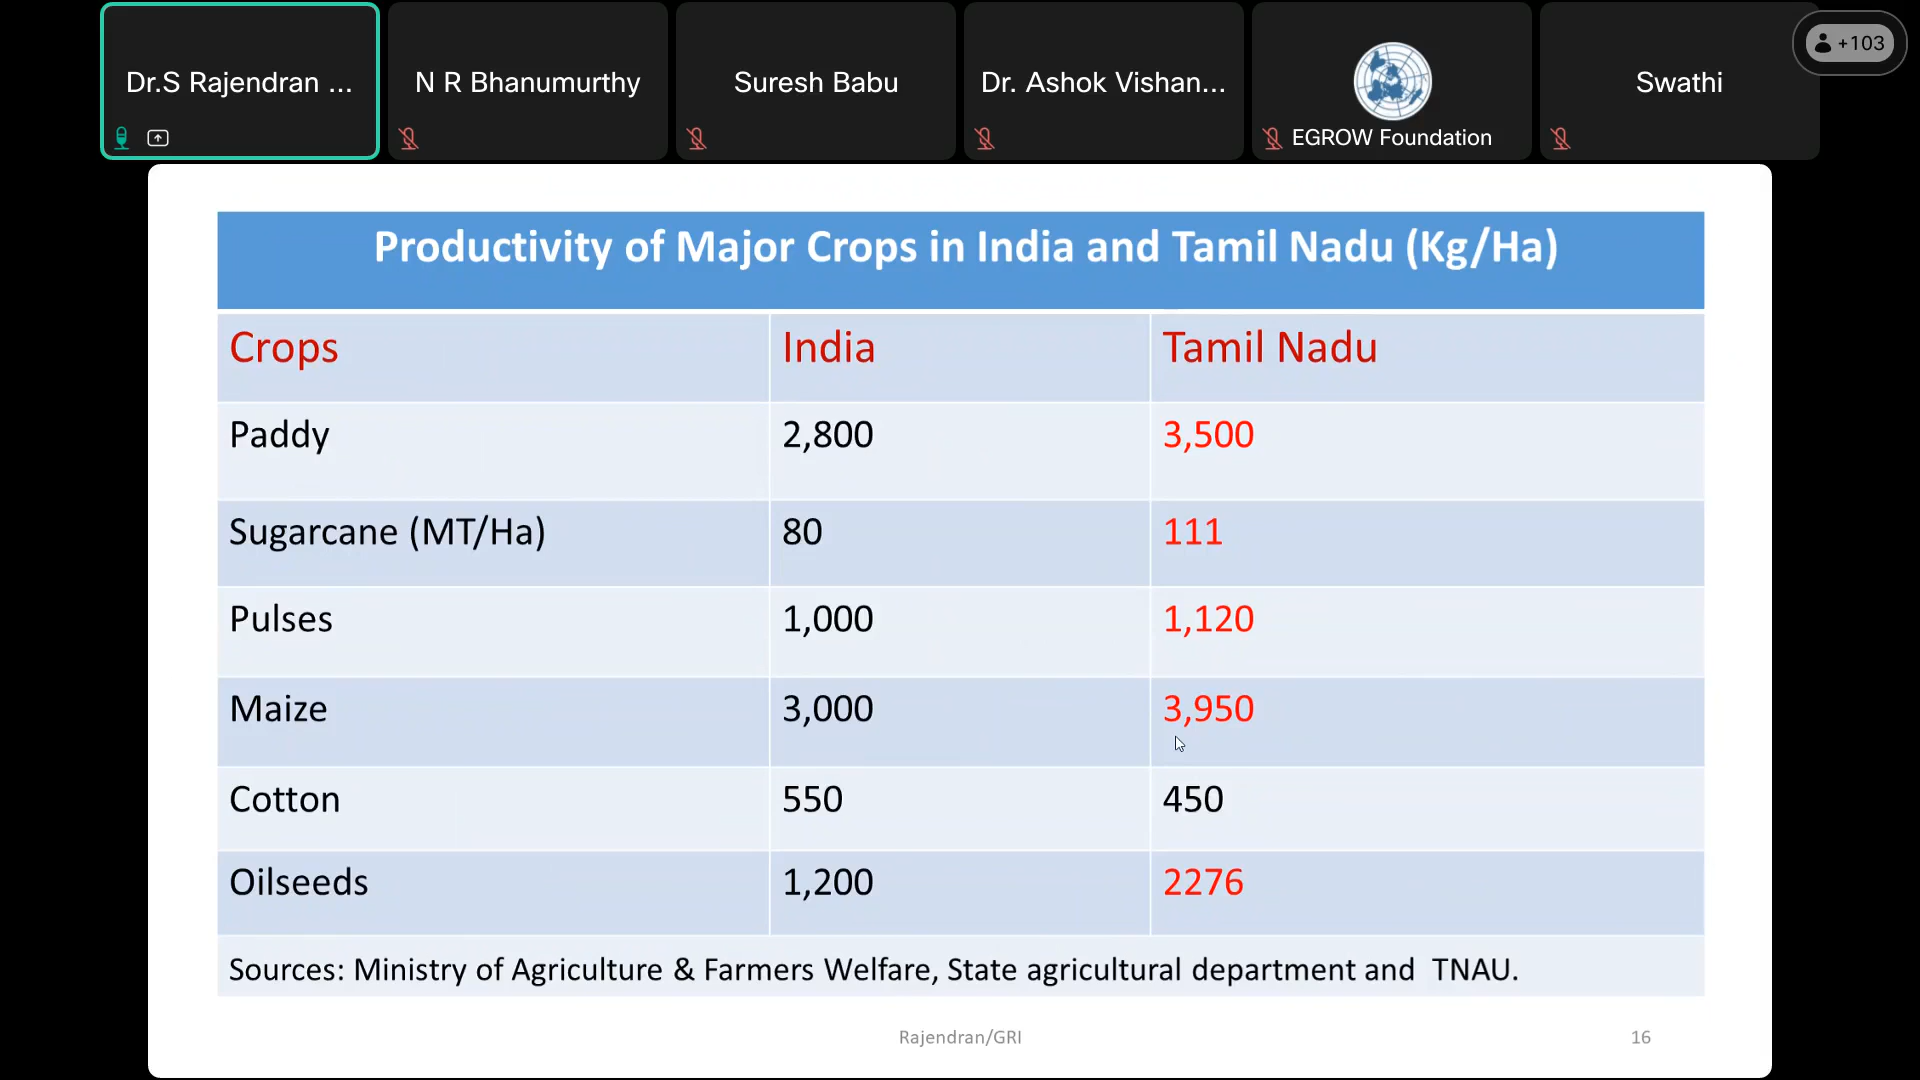 Dr.S Rajendran ...
N R Bhanumurthy
Suresh Babu
Dr. Ashok Vishan...
EGROW Foundation
Swathi
+103
Productivity of Major Crops in India and Tamil Nadu (Kg/Ha)
Crops India Tamil Nadu
Paddy 2,800 3,500
Sugarcane (MT/Ha) 80 111
Pulses 1,000 1,120
Maize 3,000 3,950
Cotton 550 450
Oilseeds 1,200 2276
Sources: Ministry of Agriculture & Farmers Welfare, State agricultural department and TNAU.
Rajendran/GRI 16